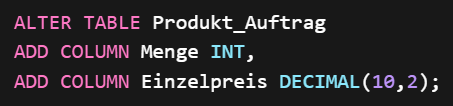 ALTER TABLE Produkt_Auftrag
ADD COLUMN Menge INT,
ADD COLUMN Einzelpreis DECIMAL(10,2);